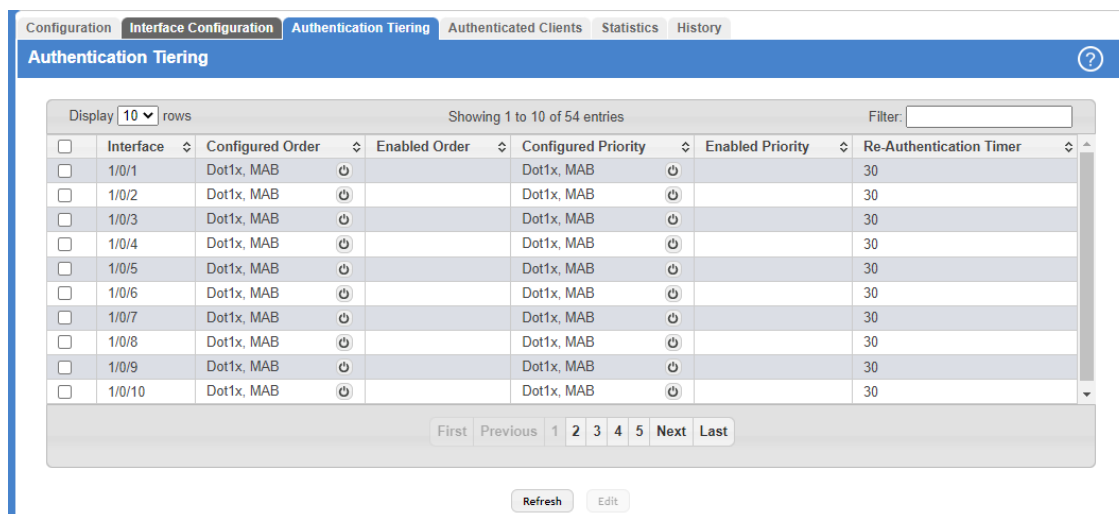 Configuration Interface Configuration Authentication Tiering Authenticated Clients Statistics History
Authentication Tiering
Display 10 rows Showing 1 to 10 of 54 entries Filter:
Interface Configured Order Enabled Order Configured Priority Enabled Priority Re-Authentication Timer
1/0/1 Dot1x, MAB Dot1x, MAB 30
1/0/2 Dot1x, MAB Dot1x, MAB 30
1/0/3 Dot1x, MAB Dot1x, MAB 30
1/0/4 Dot1x, MAB Dot1x, MAB 30
1/0/5 Dot1x, MAB Dot1x, MAB 30
1/0/6 Dot1x, MAB Dot1x, MAB 30
1/0/7 Dot1x, MAB Dot1x, MAB 30
1/0/8 Dot1x, MAB Dot1x, MAB 30
1/0/9 Dot1x, MAB Dot1x, MAB 30
1/0/10 Dot1x, MAB Dot1x, MAB 30
First Previous 1 2 3 4 5 Next Last
Refresh Edit